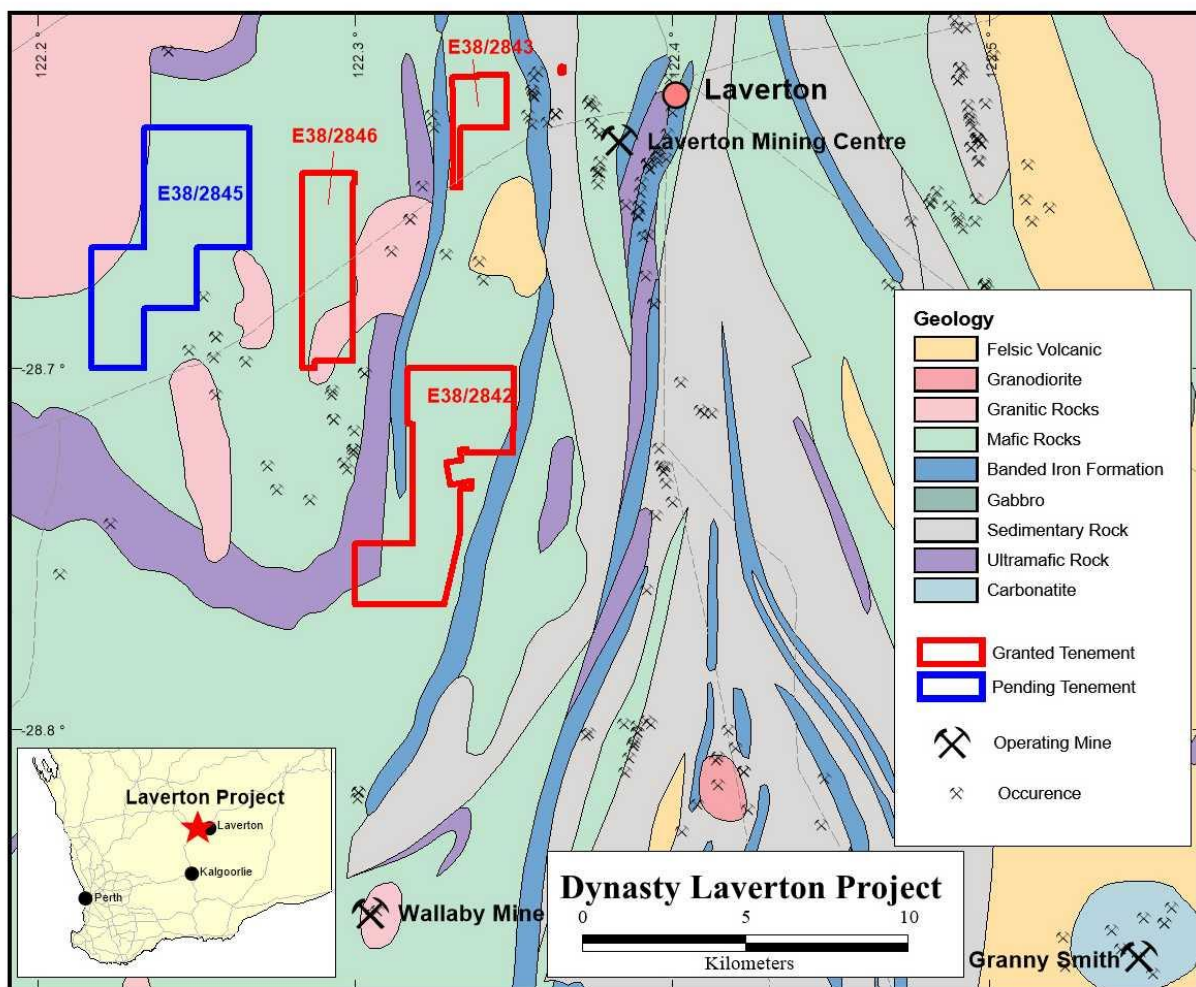 122.2°
122.3°
122.4°
122.5°
E38/2843
Laverton
E38/2846
Laverton Mining Centre
E38/2845
-28.7°
E38/2842
-28.8°
Geology
Felsic Volcanic
Granodiorite
Granitic Rocks
Mafic Rocks
Banded Iron Formation
Gabbro
Sedimentary Rock
Ultramafic Rock
Carbonatite
Granted Tenement
Pending Tenement
Operating Mine
Occurence
Laverton Project
Laverton
Kalgoorlie
Perth
Wallaby Mine
Dynasty Laverton Project
0 5 10
Kilometers
Granny Smith